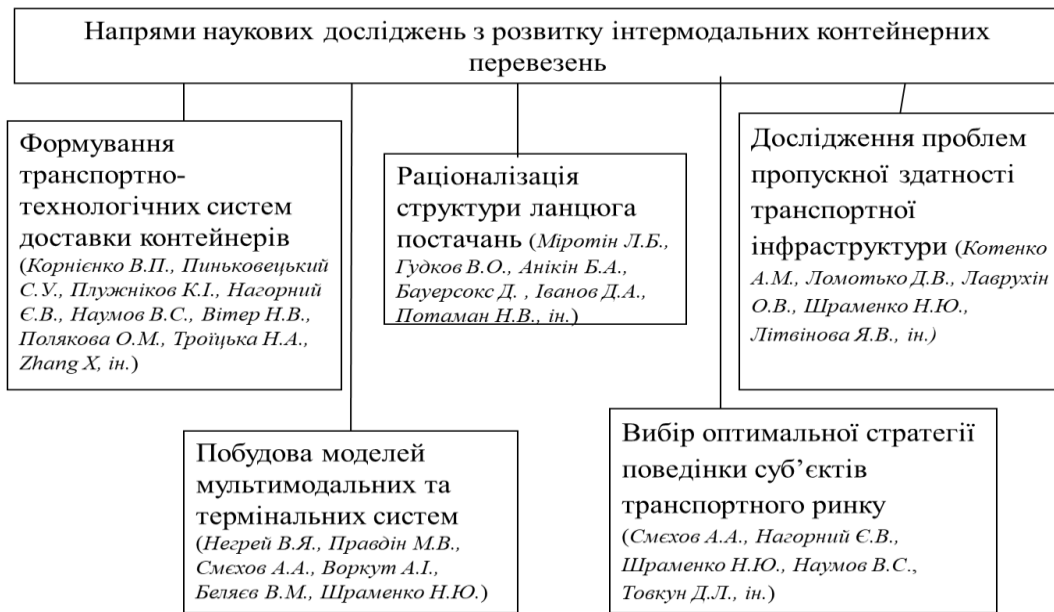 Напрями наукових досліджень з розвитку інтермодальних контейнерних
перевезень
Формування
транспортно-
технологічних систем
доставки контейнерів
(Корнієнко В.П., Пиньковецький
С.У., Плужніков К.І., Нагорний
Є.В., Наумов В.С., Вітер Н.В.,
Полякова О.М., Троїцька Н.А.,
Zhang X, ін.)
Раціоналізація
структури ланцюга
постачань (Міротін Л.Б.,
Гудков В.О., Анікін Б.А.,
Бауерсокс Д. , Іванов Д.А.,
Потаман Н.В., ін.)
Дослідження проблем
пропускної здатності
транспортної
інфраструктури (Котенко
А.М., Ломотько Д.В., Лаврухін
О.В., Шраменко Н.Ю.,
Літвінова Я.В., ін.)
Побудова моделей
мультимодальних та
термінальних систем
(Негрей В.Я., Правдін М.В.,
Смєхов А.А., Воркут А.І.,
Беляєв В.М., Шраменко Н.Ю.)
Вибір оптимальної стратегії
поведінки суб’єктів
транспортного ринку
(Смєхов А.А., Нагорний Є.В.,
Шраменко Н.Ю., Наумов В.С.,
Товкун Д.Л., ін.)